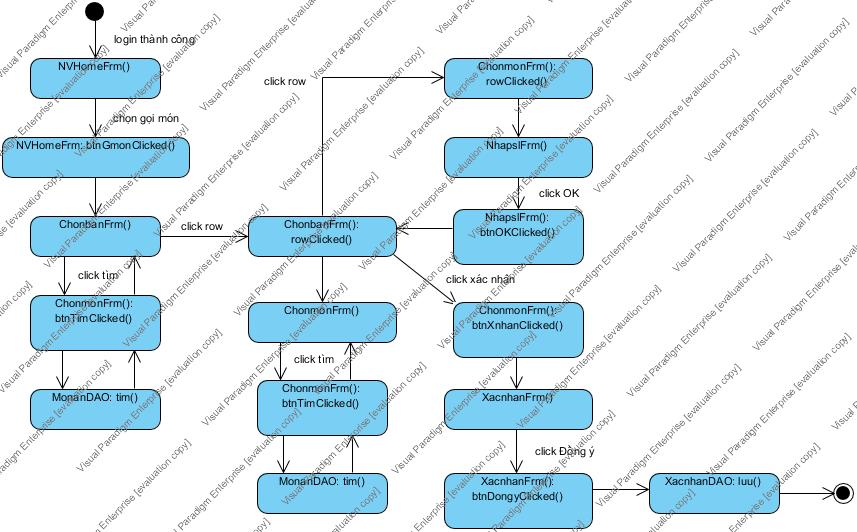 login thành công
NVHomeFrm()
chọn gọi món
NVHomeFrm: btnGmonClicked()
ChonbanFrm()
click tìm
ChonmonFrm():
btnTimClicked()
MonanDAO: tim()
click row
ChonbanFrm():
rowClicked()
click row
ChonmonFrm()
click tìm
ChonmonFrm():
btnTimClicked()
MonanDAO: tim()
ChonmonFrm():
rowClicked()
NhapslFrm()
click OK
NhapslFrm():
btnOKClicked()
click xác nhận
ChonmonFrm():
btnXnhanClicked()
XacnhanFrm()
click Đồng ý
XacnhanFrm():
btnDongyClicked()
XacnhanDAO: luu()
Visual Paradigm Enterprise [evaluation copy]